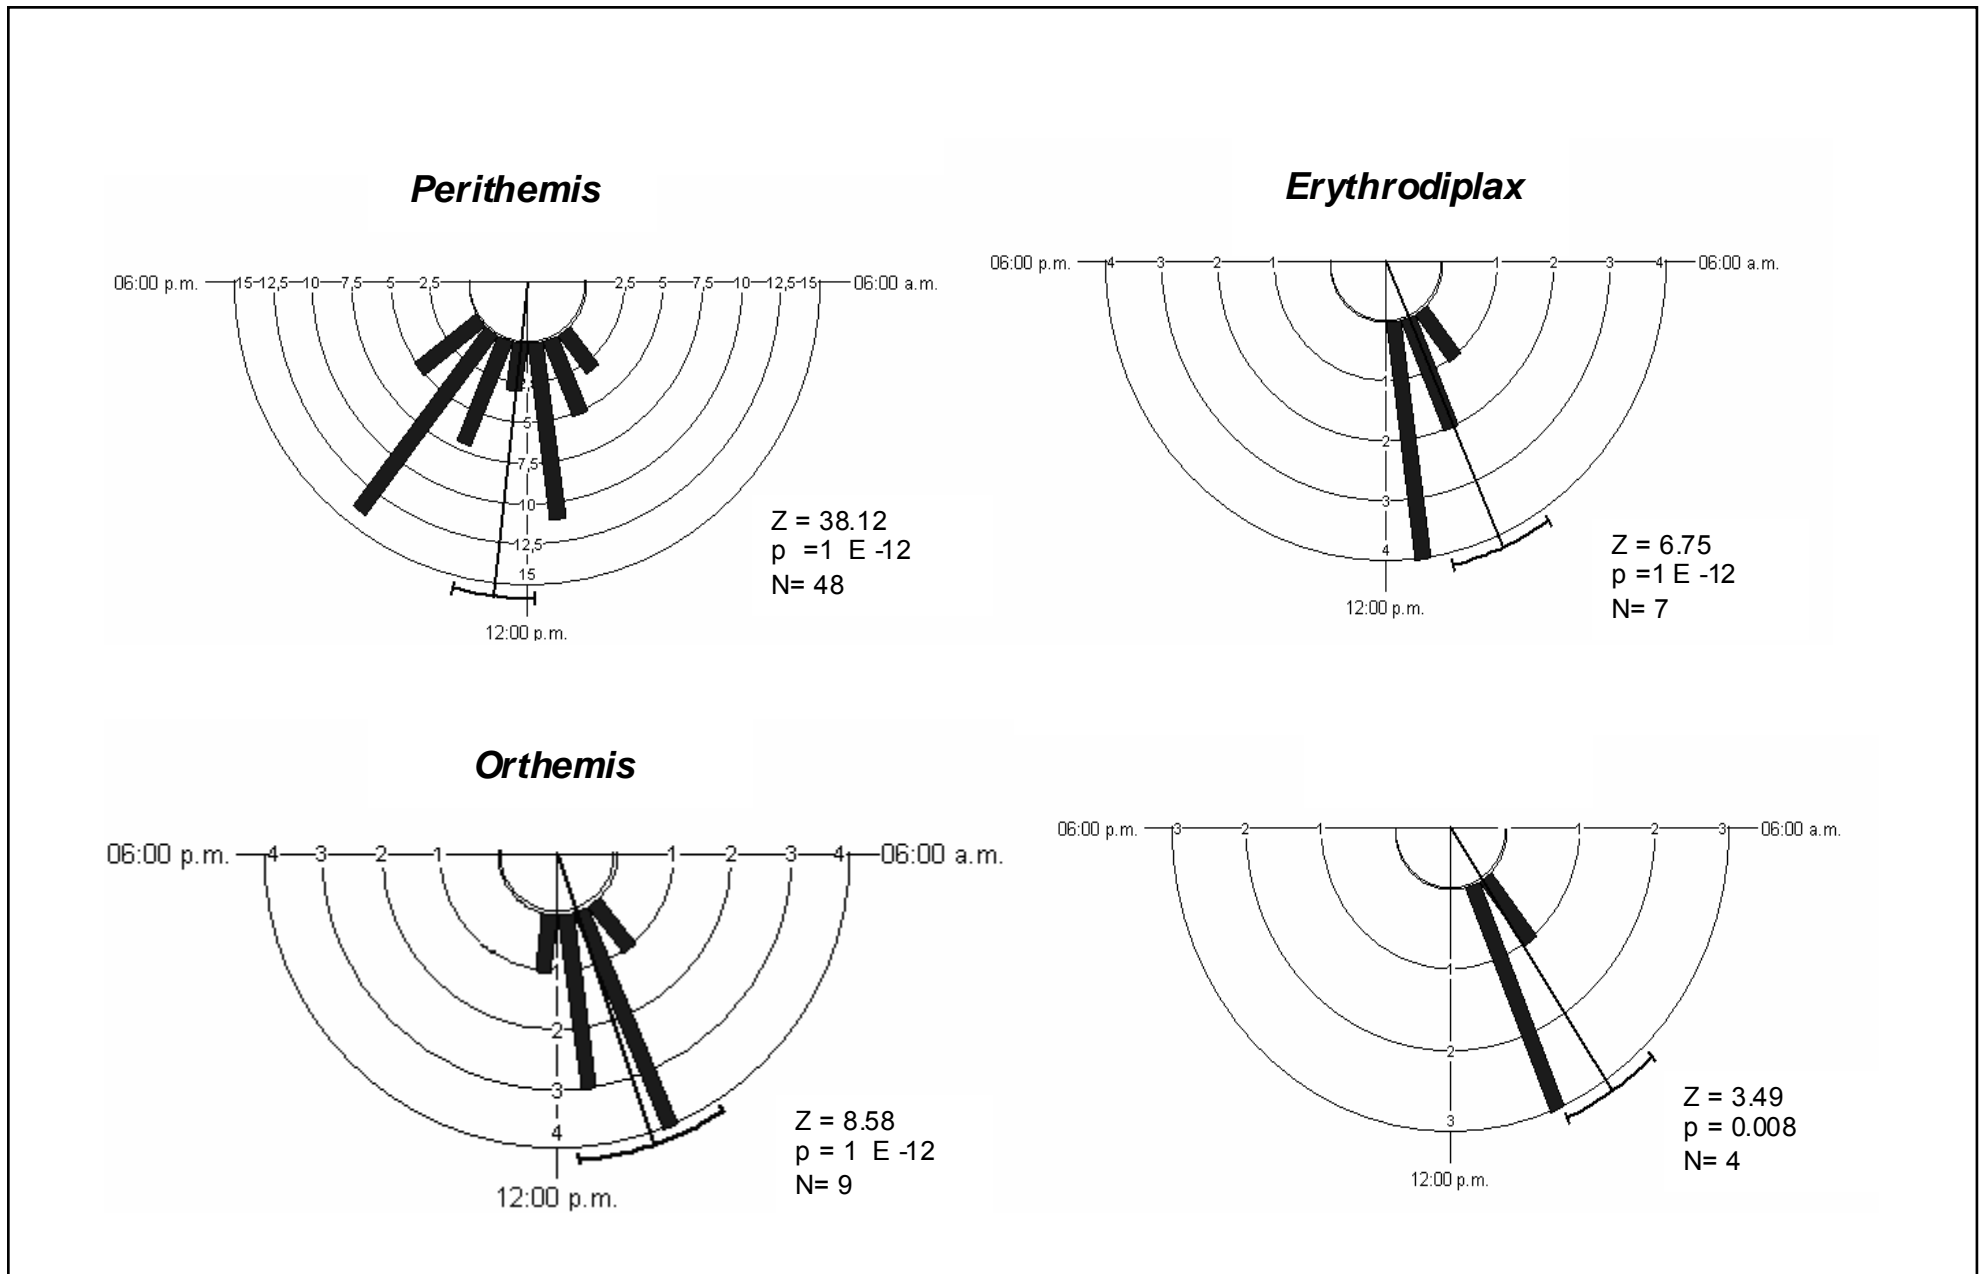 Perithemis
06:00 p.m. 15 12,5 10 7,5 5 2,5 2,5 5 7,5 10 12,5 15 06:00 a.m.
5
7,5
10
12,5
15
12:00 p.m.
Z = 38.12
p =1 E -12
N= 48
Erythrodiplax
06:00 p.m. 4 3 2 1 1 2 3 4 06:00 a.m.
1
2
3
4
12:00 p.m.
Z = 6.75
p =1 E -12
N= 7
Orthemis
06:00 p.m. 4 3 2 1 1 2 3 4 06:00 a.m.
1
2
3
4
12:00 p.m.
Z = 8.58
p = 1 E -12
N= 9
06:00 p.m. 3 2 1 1 2 3 06:00 a.m.
1
2
3
12:00 p.m.
Z = 3.49
p = 0.008
N= 4